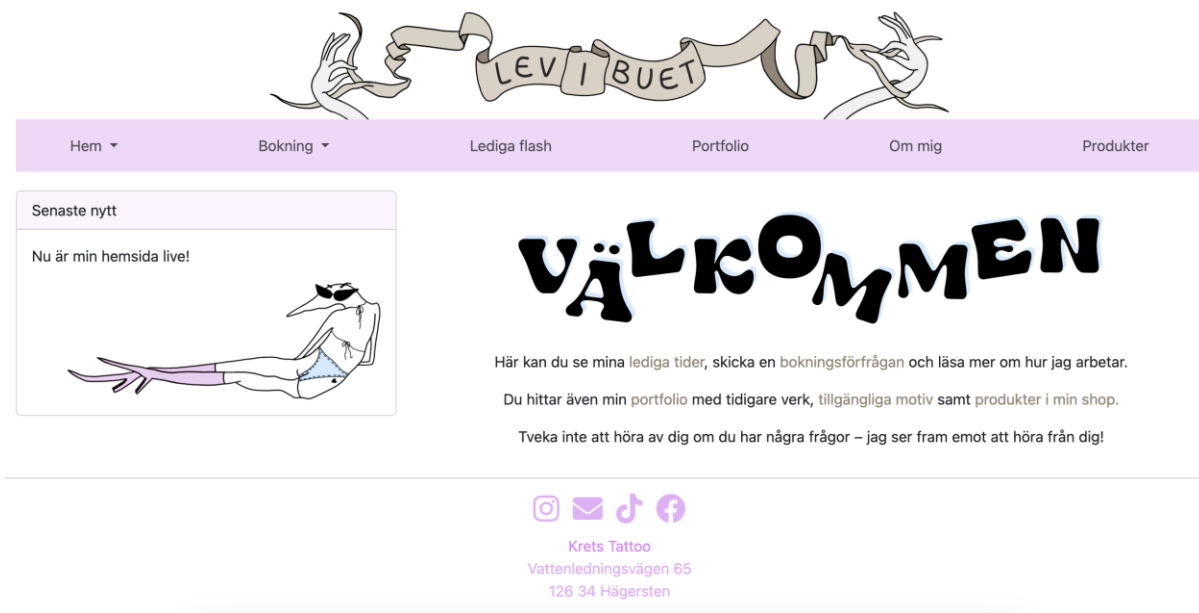 LEV I BUET
Hem Bokning Lediga flash Portfolio Om mig Produkter
Senaste nytt
Nu är min hemsida live!
VÄLKOMMEN
Här kan du se mina lediga tider, skicka en bokningsförfrågan och läsa mer om hur jag arbetar.
Du hittar även min portfolio med tidigare verk, tillgängliga motiv samt produkter i min shop.
Tveka inte att höra av dig om du har några frågor – jag ser fram emot att höra från dig!
Krets Tattoo
Vattenledningsvägen 65
126 34 Hägersten